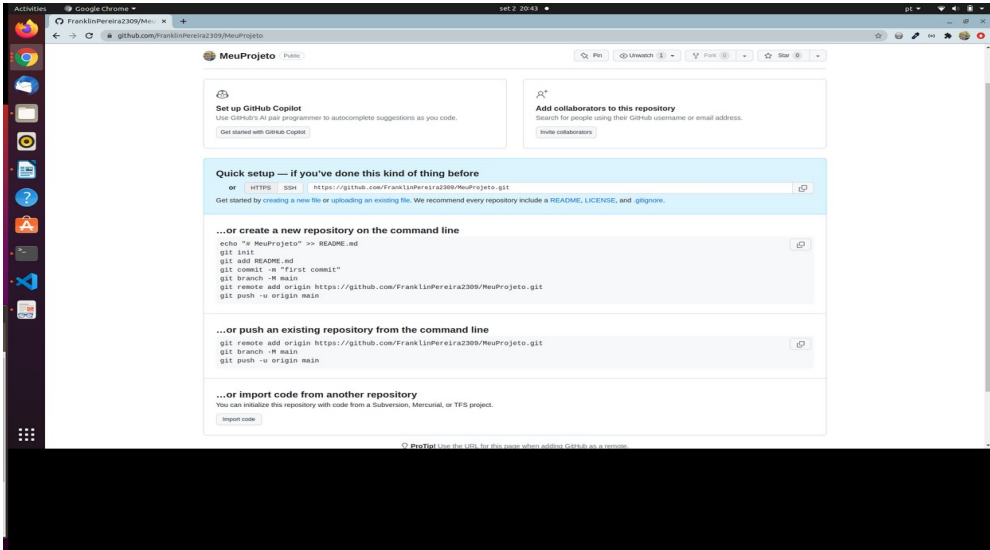 Activities Google Chrome set 2 20:43 pt
FranklinPereira2309/Meu
github.com/FranklinPereira2309/MeuProjeto
MeuProjeto Public Pin Unwatch 1 Fork 0 Star 0
Set up GitHub Copilot
Use GitHub's AI pair programmer to autocomplete suggestions as you code.
Get started with GitHub Copilot
Add collaborators to this repository
Search for people using their GitHub username or email address.
Invite collaborators
Quick setup — if you've done this kind of thing before
or HTTPS SSH https://github.com/FranklinPereira2309/MeuProjeto.git
Get started by creating a new file or uploading an existing file. We recommend every repository include a README, LICENSE, and .gitignore.
…or create a new repository on the command line
echo "# MeuProjeto" >> README.md
git init
git add README.md
git commit -m "first commit"
git branch -M main
git remote add origin https://github.com/FranklinPereira2309/MeuProjeto.git
git push -u origin main
…or push an existing repository from the command line
git remote add origin https://github.com/FranklinPereira2309/MeuProjeto.git
git branch -M main
git push -u origin main
…or import code from another repository
You can initialize this repository with code from a Subversion, Mercurial, or TFS project.
Import code
ProTip! Use the URL for this page when adding GitHub as a remote.